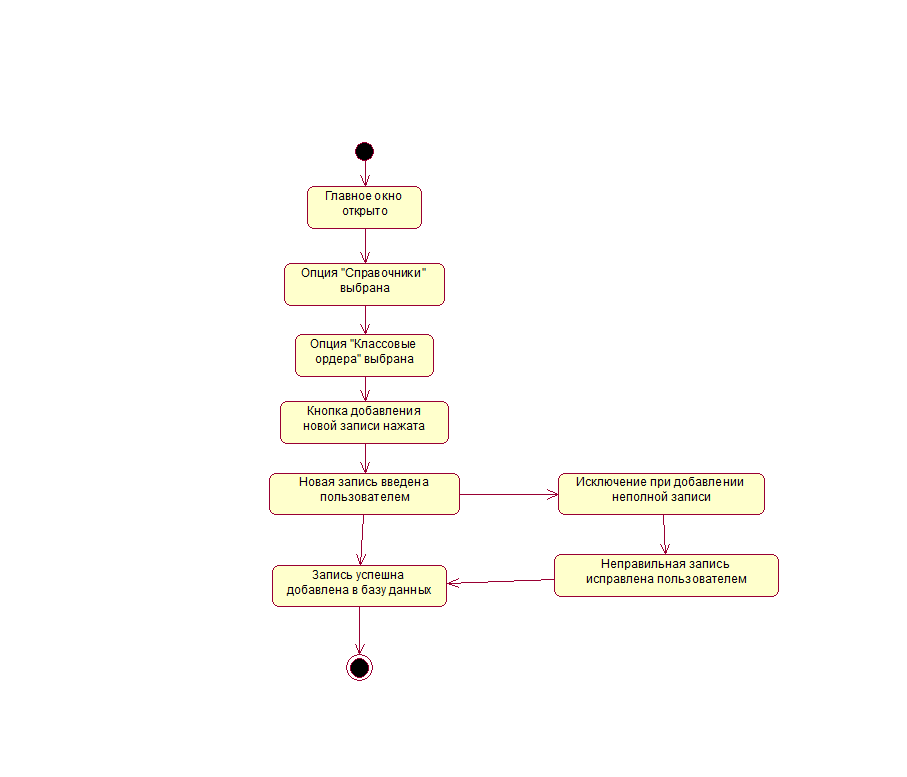 Главное окно
открыто
Опция "Справочники"
выбрана
Опция "Классовые
ордера" выбрана
Кнопка добавления
новой записи нажата
Новая запись введена
пользователем
Исключение при добавлении
неполной записи
Неправильная запись
исправлена пользователем
Запись успешна
добавлена в базу данных